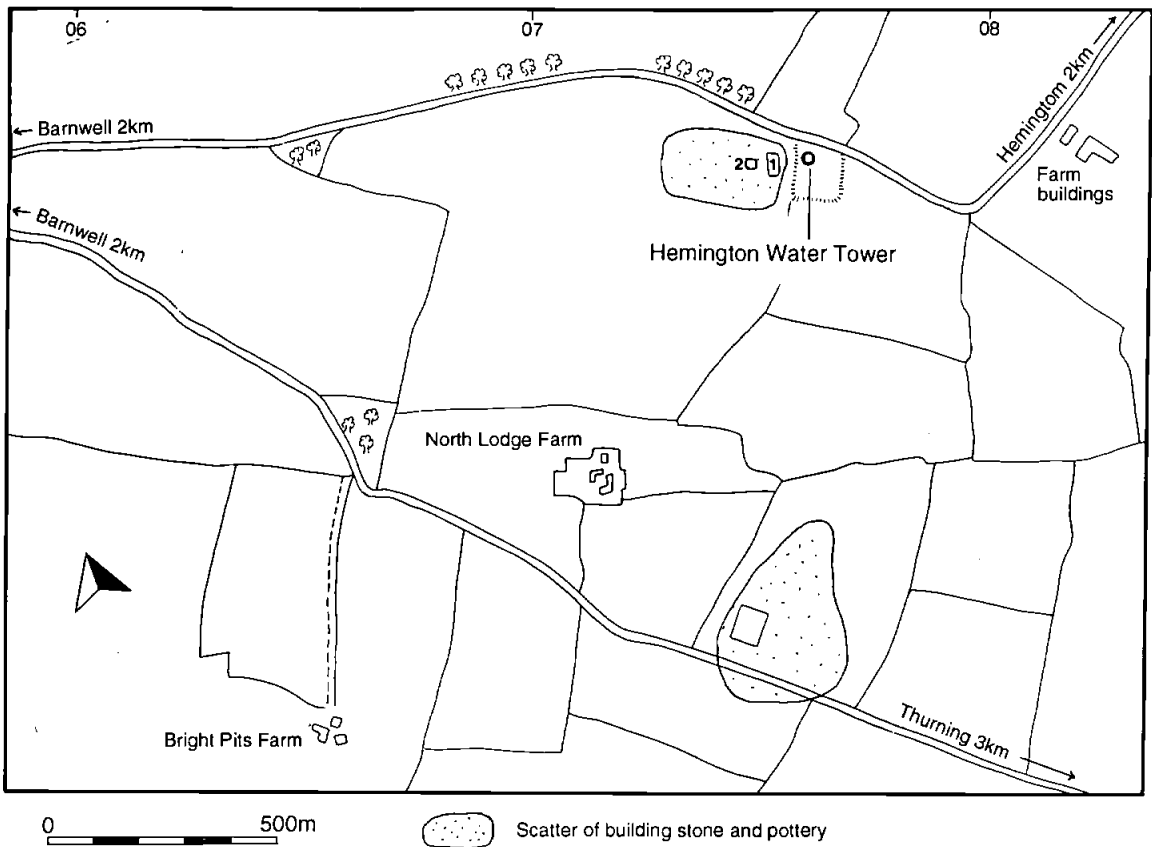 06
07
08
Hemingtom 2km
Barnwell 2km
2
1
Farm
buildings
Barnwell 2km
Hemington Water Tower
North Lodge Farm
Bright Pits Farm
Thurning 3km
0
500m
Scatter of building stone and pottery